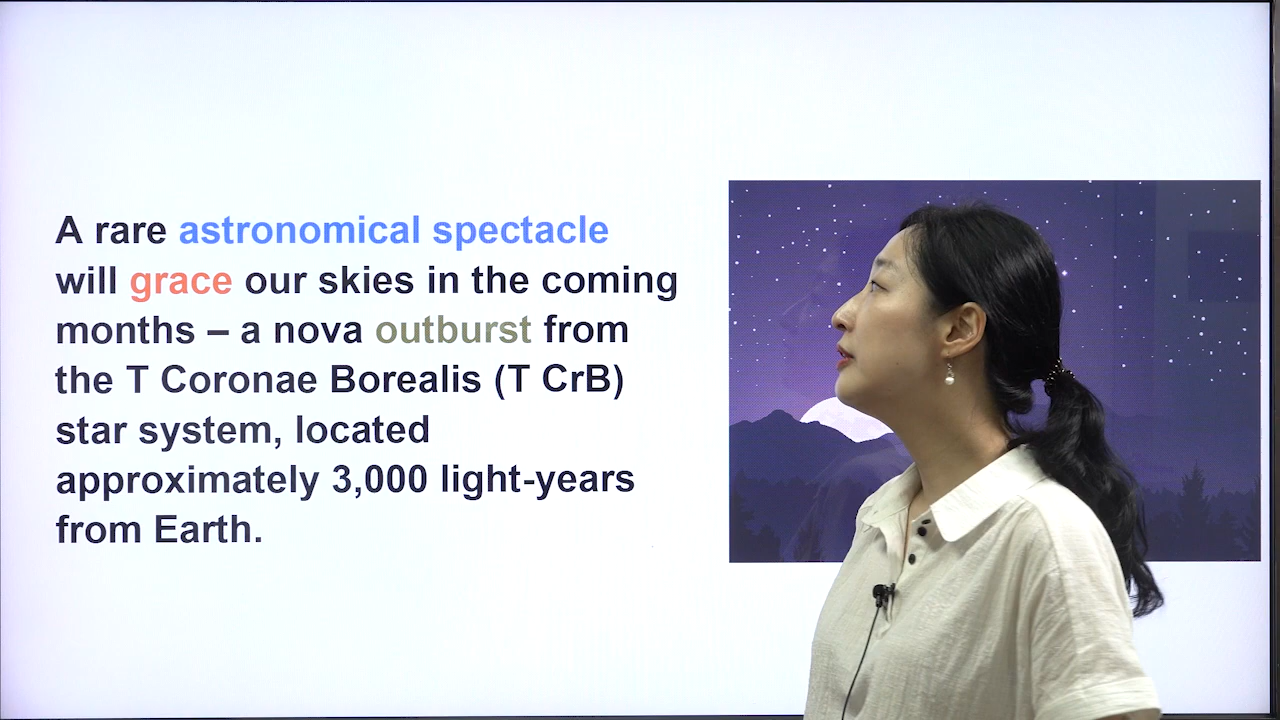 A rare astronomical spectacle
will grace our skies in the coming
months – a nova outburst from
the T Coronae Borealis (T CrB)
star system, located
approximately 3,000 light-years
from Earth.